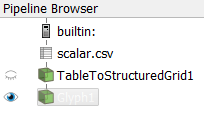 Pipeline Browser
builtin:
scalar.csv
TableToStructuredGrid1
Glyph1